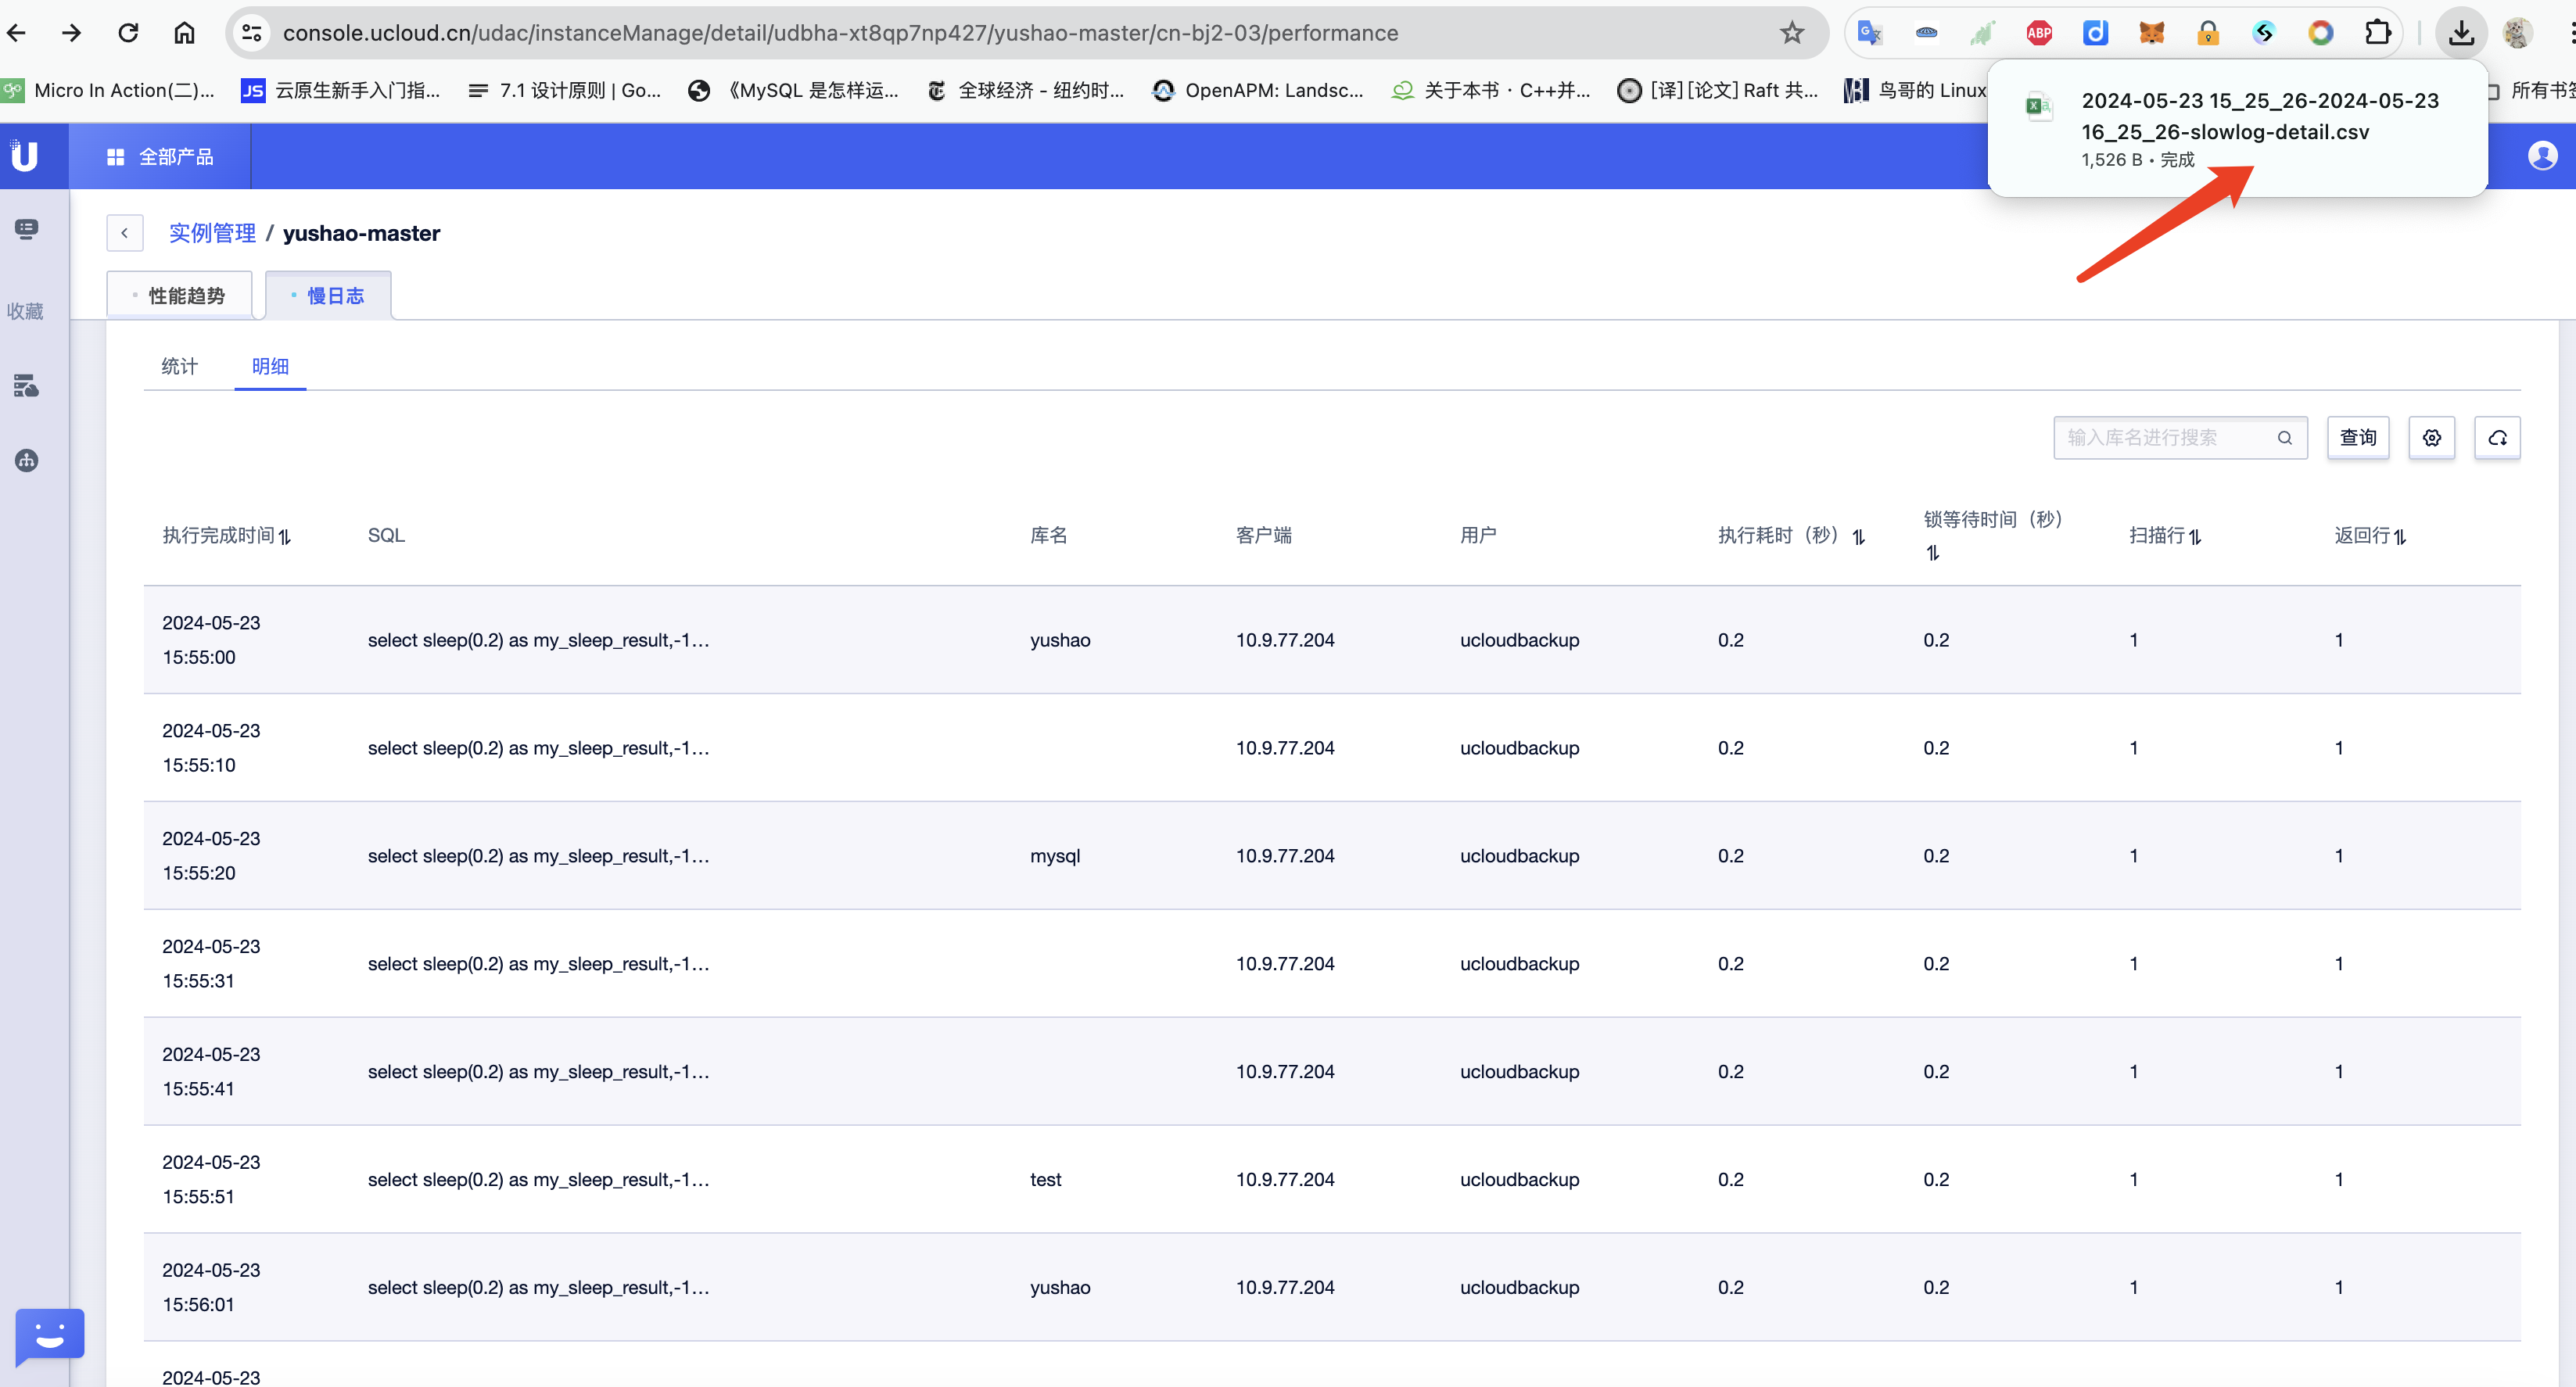 console.ucloud.cn/udac/instanceManage/detail/udbha-xt8qp7np427/yushao-master/cn-bj2-03/performance
ABP
Micro In Action(二)...
JS 云原生新手入门指...
7.1 设计原则 | Go...
《MySQL 是怎样运...
全球经济 - 纽约时...
OpenAPM: Landsc...
关于本书 · C++并...
[译] [论文] Raft 共...
鸟哥的 Linux
所有书签
2024-05-23 15_25_26-2024-05-23
16_25_26-slowlog-detail.csv
1,526 B • 完成
U 全部产品
收藏
实例管理 / yushao-master
性能趋势 慢日志
统计 明细
输入库名进行搜索 查询
执行完成时间 SQL 库名 客户端 用户 执行耗时（秒） 锁等待时间（秒） 扫描行 返回行
2024-05-23
15:55:00 select sleep(0.2) as my_sleep_result,-1... yushao 10.9.77.204 ucloudbackup 0.2 0.2 1 1
2024-05-23
15:55:10 select sleep(0.2) as my_sleep_result,-1... 10.9.77.204 ucloudbackup 0.2 0.2 1 1
2024-05-23
15:55:20 select sleep(0.2) as my_sleep_result,-1... mysql 10.9.77.204 ucloudbackup 0.2 0.2 1 1
2024-05-23
15:55:31 select sleep(0.2) as my_sleep_result,-1... 10.9.77.204 ucloudbackup 0.2 0.2 1 1
2024-05-23
15:55:41 select sleep(0.2) as my_sleep_result,-1... 10.9.77.204 ucloudbackup 0.2 0.2 1 1
2024-05-23
15:55:51 select sleep(0.2) as my_sleep_result,-1... test 10.9.77.204 ucloudbackup 0.2 0.2 1 1
2024-05-23
15:56:01 select sleep(0.2) as my_sleep_result,-1... yushao 10.9.77.204 ucloudbackup 0.2 0.2 1 1
2024-05-23